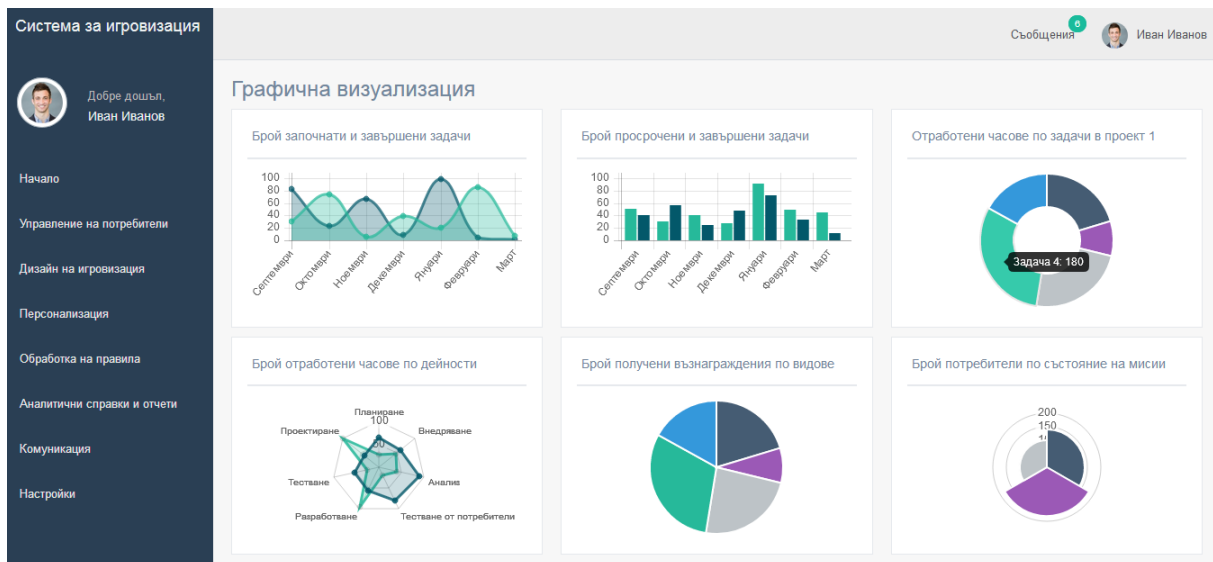 Система за игровизация
6
Съобщения
Иван Иванов
Добре дошъл,
Иван Иванов
Начало
Управление на потребители
Дизайн на игровизация
Персонализация
Обработка на правила
Аналитични справки и отчети
Комуникация
Настройки
Графична визуализация
Брой започнати и завършени задачи
100
80
60
40
20
0
Септември
Октомври
Ноември
Декември
Януари
Февруари
Март
Брой просрочени и завършени задачи
100
80
60
40
20
0
Септември
Октомври
Ноември
Декември
Януари
Февруари
Март
Отработени часове по задачи в проект 1
Задача 4: 180
Брой отработени часове по дейности
Планиране
100
50
Проектиране
Внедряване
Тестване
Анализ
Разработване
Тестване от потребители
Брой получени възнаграждения по видове
Брой потребители по състояние на мисии
200
150